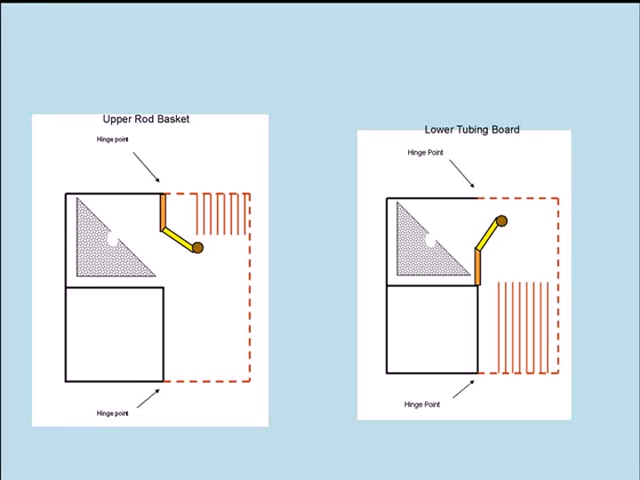 Upper Rod Basket
Hinge point
Hinge point
Lower Tubing Board
Hinge Point
Hinge Point